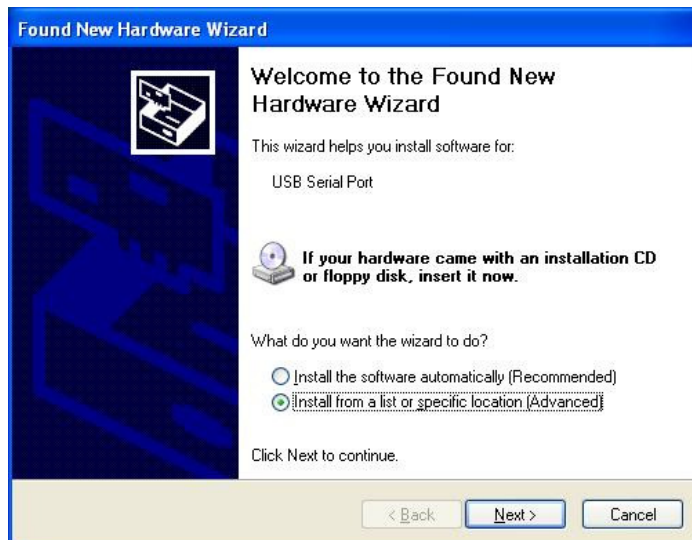 Found New Hardware Wizard
Welcome to the Found New
Hardware Wizard
This wizard helps you install software for:
USB Serial Port
If your hardware came with an installation CD
or floppy disk, insert it now.
What do you want the wizard to do?
Install the software automatically (Recommended)
Install from a list or specific location (Advanced)
Click Next to continue.
< Back Next > Cancel